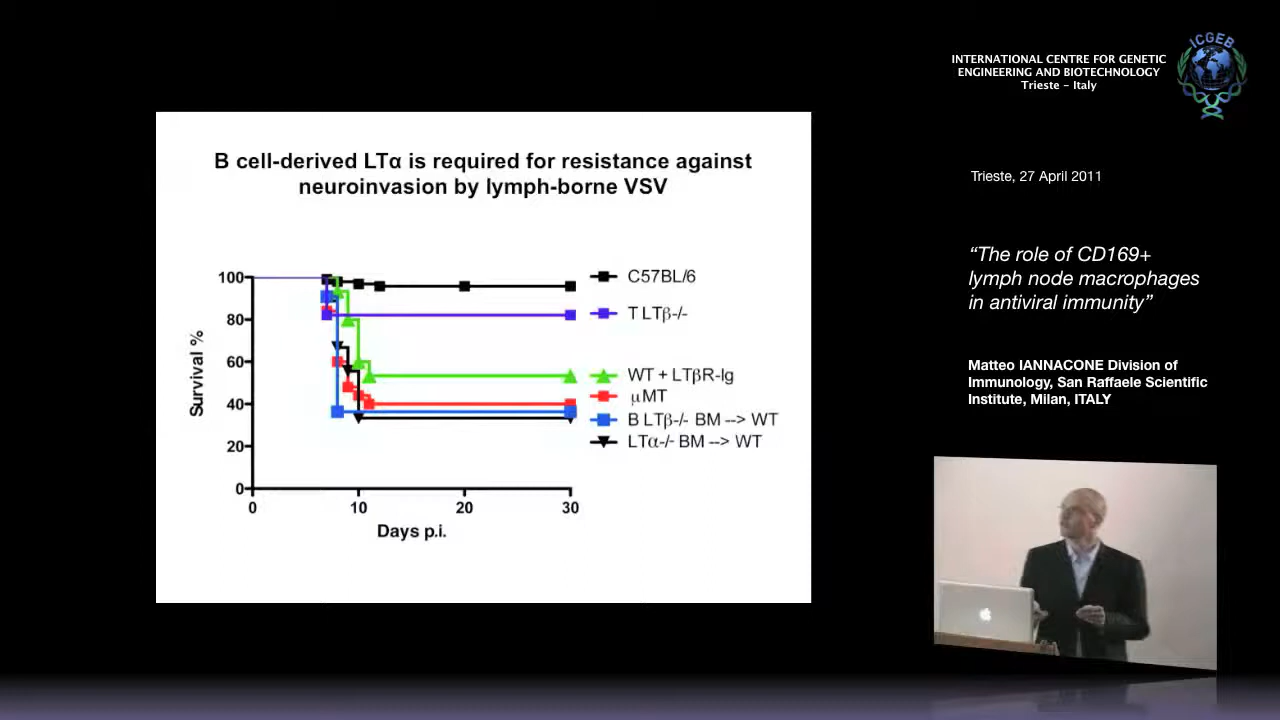 ICGEB
INTERNATIONAL CENTRE FOR GENETIC
ENGINEERING AND BIOTECHNOLOGY
Trieste – Italy
B cell-derived LTα is required for resistance against
neuroinvasion by lymph-borne VSV
Survival %
100
80
60
40
20
0
0
10
20
30
Days p.i.
C57BL/6
T LTβ-/-
WT + LTβR-Ig
μMT
B LTβ-/- BM --> WT
LTα-/- BM --> WT
Trieste, 27 April 2011
“The role of CD169+
lymph node macrophages
in antiviral immunity”
Matteo IANNACONE Division of
Immunology, San Raffaele Scientific
Institute, Milan, ITALY